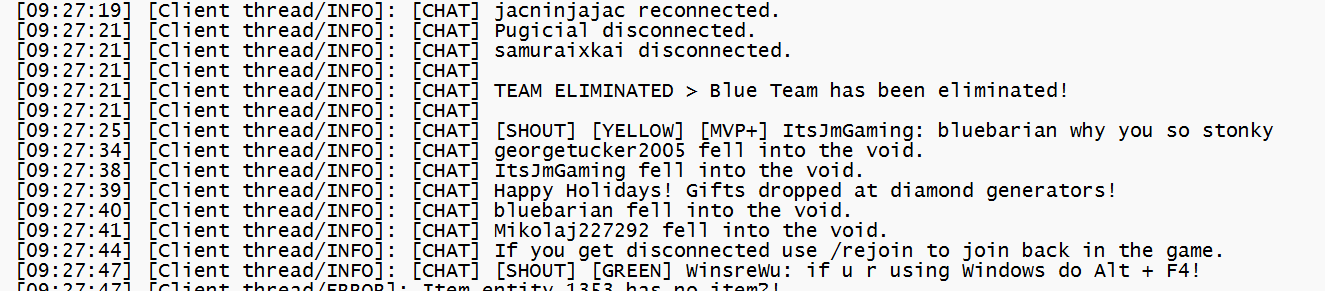 [09:27:19] [Client thread/INFO]: [CHAT] jacninjajac reconnected.
[09:27:21] [Client thread/INFO]: [CHAT] Pugicial disconnected.
[09:27:21] [Client thread/INFO]: [CHAT] samuraixkai disconnected.
[09:27:21] [Client thread/INFO]: [CHAT]
[09:27:21] [Client thread/INFO]: [CHAT] TEAM ELIMINATED > Blue Team has been eliminated!
[09:27:21] [Client thread/INFO]: [CHAT]
[09:27:25] [Client thread/INFO]: [CHAT] [SHOUT] [YELLOW] [MVP+] ItsJmGaming: bluebarian why you so stonky
[09:27:34] [Client thread/INFO]: [CHAT] georgetucker2005 fell into the void.
[09:27:38] [Client thread/INFO]: [CHAT] ItsJmGaming fell into the void.
[09:27:39] [Client thread/INFO]: [CHAT] Happy Holidays! Gifts dropped at diamond generators!
[09:27:40] [Client thread/INFO]: [CHAT] bluebarian fell into the void.
[09:27:41] [Client thread/INFO]: [CHAT] Mikolaj227292 fell into the void.
[09:27:44] [Client thread/INFO]: [CHAT] If you get disconnected use /rejoin to join back in the game.
[09:27:47] [Client thread/INFO]: [CHAT] [SHOUT] [GREEN] WinsreWu: if u r using Windows do Alt + F4!
[09:27:47] [Client thread/ERROR]: Item entity 1353 has no item?!